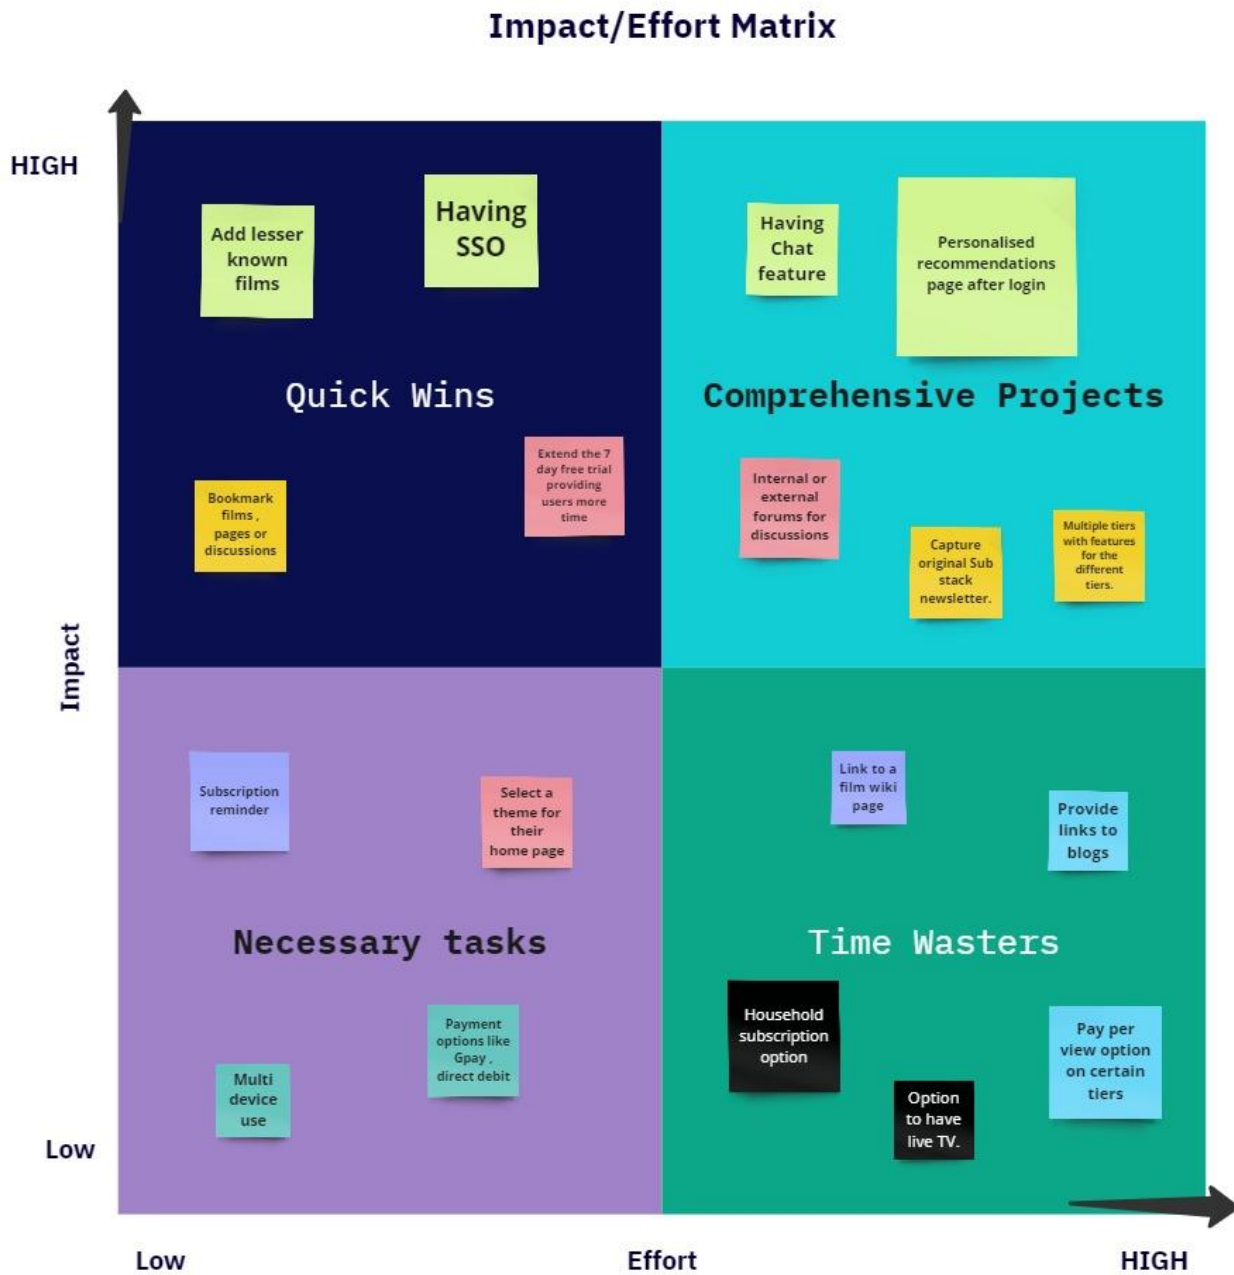 Impact/Effort Matrix
HIGH
Add lesser
known
films
Having
SSO
Having
Chat
feature
Personalised
recommendations
page after login
Quick Wins
Comprehensive Projects
Bookmark
films ,
pages or
discussions
Extend the 7
day free trial
providing
users more
time
Internal or
external
forums for
discussions
Capture
original Sub
stack
newsletter.
Multiple tiers
with features
for the
different
tiers.
Impact
Subscription
reminder
Select a
theme for
their
home page
Link to a
film wiki
page
Provide
links to
blogs
Necessary tasks
Time Wasters
Multi
device
use
Payment
options like
Gpay ,
direct debit
Household
subscription
option
Option
to have
live TV.
Pay per
view option
on certain
tiers
Low
Low
Effort
HIGH